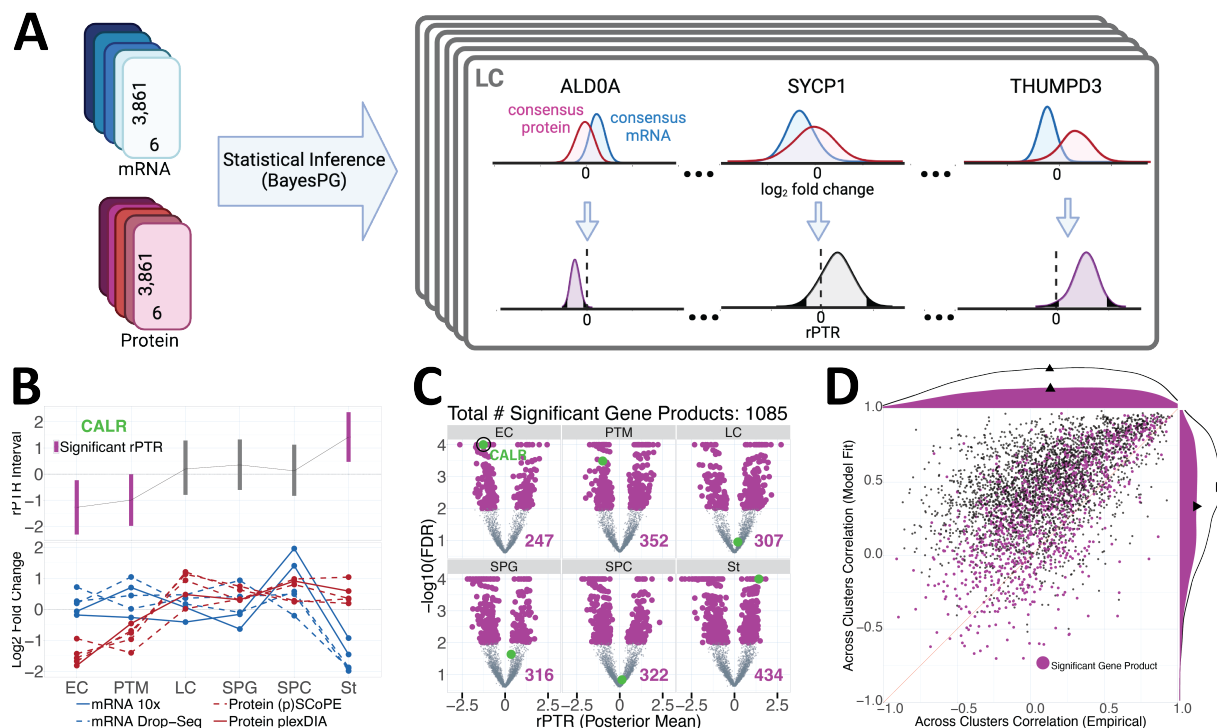 A
3,861
6
mRNA
3,861
6
Protein
Statistical Inference
(BayesPG)
LC
ALD0A
SYCP1
THUMPD3
consensus
protein
consensus
mRNA
0
0
0
log₂ fold change
0
0
0
rPTR
B
CALR
Significant rPTR
rPTR Interval
2
1
0
−1
−2
Log2 Fold Change
2
1
0
−1
−2
EC
PTM
LC
SPG
SPC
St
mRNA 10x
Protein (p)SCoPE
mRNA Drop-Seq
Protein plexDIA
C
Total # Significant Gene Products: 1085
EC
PTM
LC
CALR
4
3
2
1
247
352
307
−log10(FDR)
SPG
SPC
St
4
3
2
1
316
322
434
−2.5
0
2.5
−2.5
0
2.5
−2.5
0
2.5
rPTR (Posterior Mean)
D
Across Clusters Correlation (Model Fit)
1.0
0.5
0.0
−0.5
−1.0
Significant Gene Product
−1.0
−0.5
0.0
0.5
1.0
1.0
Across Clusters Correlation (Empirical)